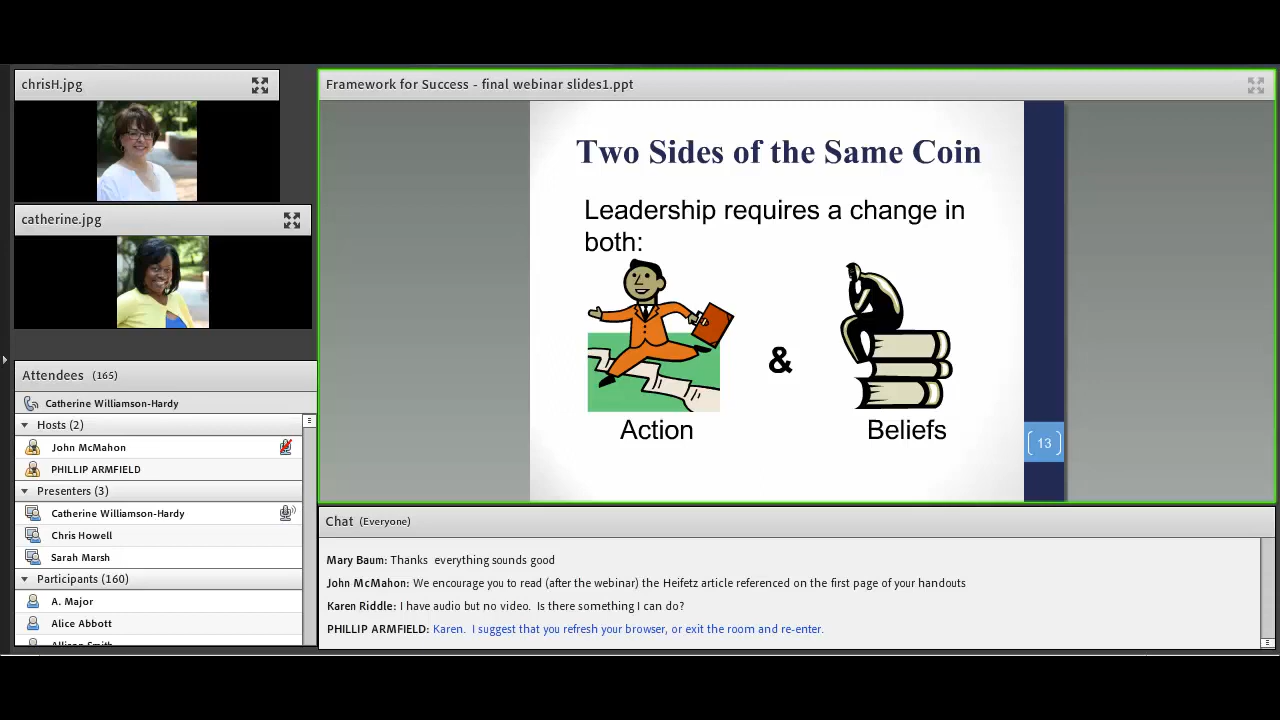 chrisH.jpg
catherine.jpg
Attendees (165)
Catherine Williamson-Hardy
Hosts (2)
John McMahon
PHILLIP ARMFIELD
Presenters (3)
Catherine Williamson-Hardy
Chris Howell
Sarah Marsh
Participants (160)
A. Major
Alice Abbott
Framework for Success - final webinar slides1.ppt
Two Sides of the Same Coin
Leadership requires a change in
both:
&
Action
Beliefs
13
Chat (Everyone)
Mary Baum: Thanks everything sounds good
John McMahon: We encourage you to read (after the webinar) the Heifetz article referenced on the first page of your handouts
Karen Riddle: I have audio but no video. Is there something I can do?
PHILLIP ARMFIELD: Karen. I suggest that you refresh your browser, or exit the room and re-enter.